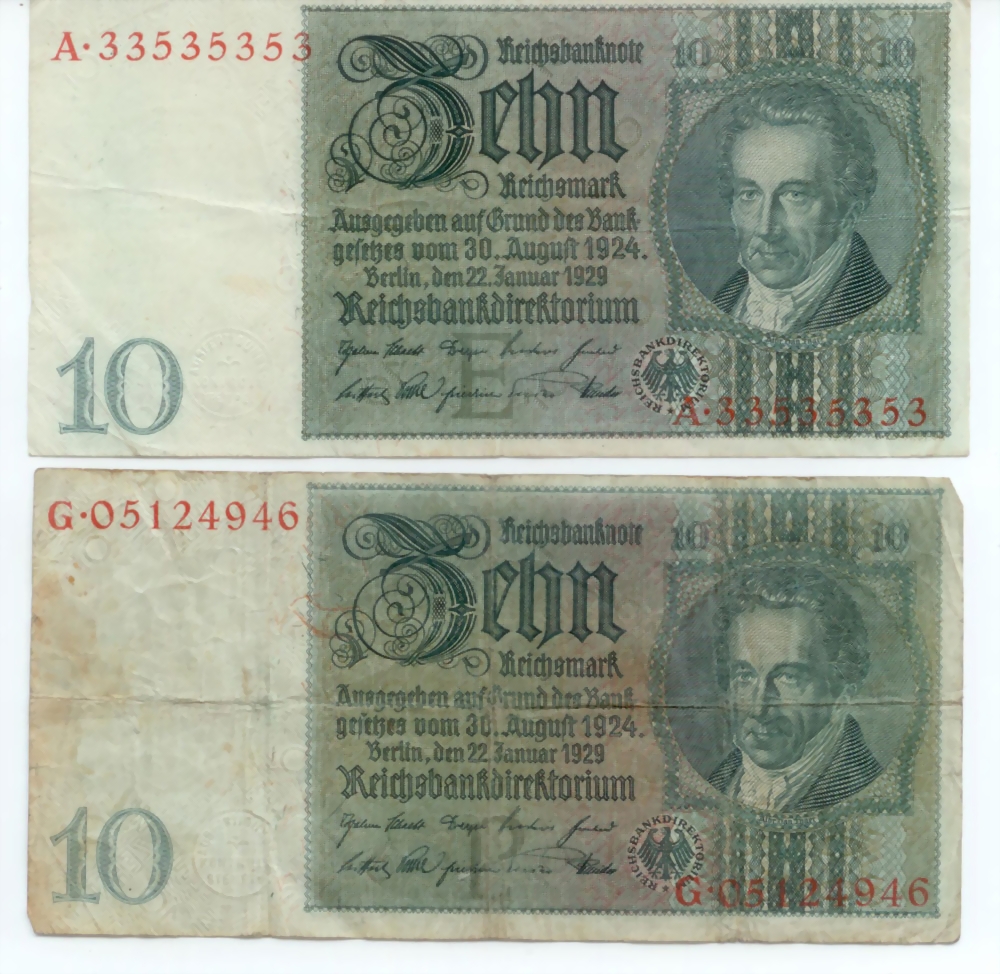 A·33535353
Reichsbanknote
10 10
Zehn
Reichsmark
Ausgegeben auf Grund des Bank-
gesetzes vom 30. August 1924.
Berlin, den 22. Januar 1929
Reichsbankdirektorium
E
REICHSBANKDIREKTORIUM
10
A·33535353
G·05124946
Reichsbanknote
10 10
Zehn
Reichsmark
Ausgegeben auf Grund des Bank-
gesetzes vom 30. August 1924.
Berlin, den 22. Januar 1929
Reichsbankdirektorium
REICHSBANKDIREKTORIUM
10
G·05124946